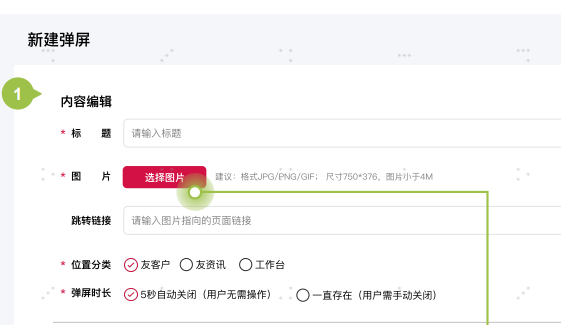 新建弹屏
1
内容编辑
* 标 题 请输入标题
* 图 片 选择图片 建议：格式JPG/PNG/GIF; 尺寸750*376，图片小于4M
跳转链接 请输入图片指向的页面链接
* 位置分类 友客户 友资讯 工作台
* 弹屏时长 5秒自动关闭（用户无需操作） 一直存在（用户需手动关闭）